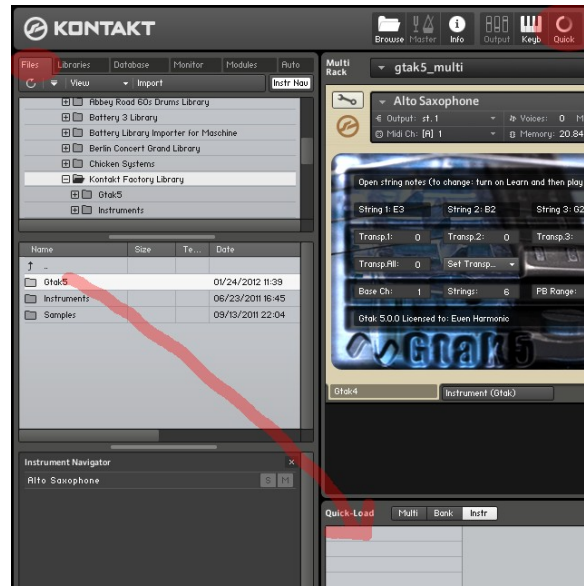 KONTAKT
Browse Master Info Output Keyb Quick
Files Libraries Database Monitor Modules Auto
View Import Instr Nav
Abbey Road 60s Drums Library
Battery 3 Library
Battery Library Importer for Maschine
Berlin Concert Grand Library
Chicken Systems
Kontakt Factory Library
Gtak5
Instruments
Name Size Te... Date
Gtak5 01/24/2012 11:39
Instruments 06/23/2011 16:45
Samples 09/13/2011 22:04
Instrument Navigator x
Alto Saxophone S M
Multi
Rack
gtak5_multi
Alto Saxophone
Output: st.1 Voices: 0 M
Midi Ch: [A] 1 Memory: 20.84
Open string notes (to change: turn on Learn and then play
String 1: E3 String 2: B2 String 3: G2
Transp.1: 0 Transp.2: 0 Transp.3:
Transp.All: 0 Set Transp...
Base Ch: 1 Strings: 6 PB Range:
Gtak 5.0.0 Licensed to: Even Harmonic
Gtak5
Gtak4 Instrument (Gtak)
Quick-Load Multi Bank Instr